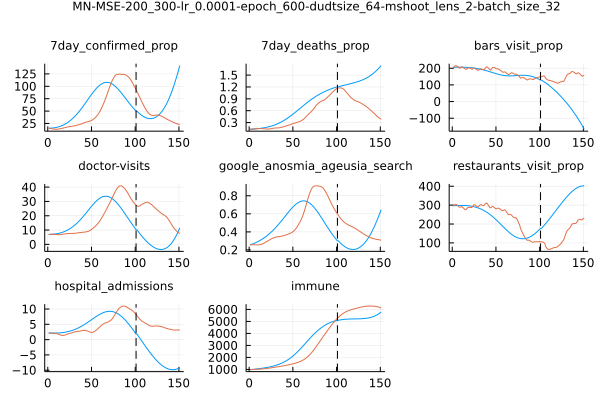 MN-MSE-200_300-lr_0.0001-epoch_600-dudtsize_64-mshoot_lens_2-batch_size_32
7day_confirmed_prop
125
100
75
50
25
0 50 100 150
7day_deaths_prop
1.5
1.2
0.9
0.6
0.3
0 50 100 150
bars_visit_prop
200
100
0
−100
0 50 100 150
doctor-visits
40
30
20
10
0
0 50 100 150
google_anosmia_ageusia_search
0.8
0.6
0.4
0.2
0 50 100 150
restaurants_visit_prop
400
300
200
100
0 50 100 150
hospital_admissions
10
5
0
−5
−10
0 50 100 150
immune
6000
5000
4000
3000
2000
1000
0 50 100 150